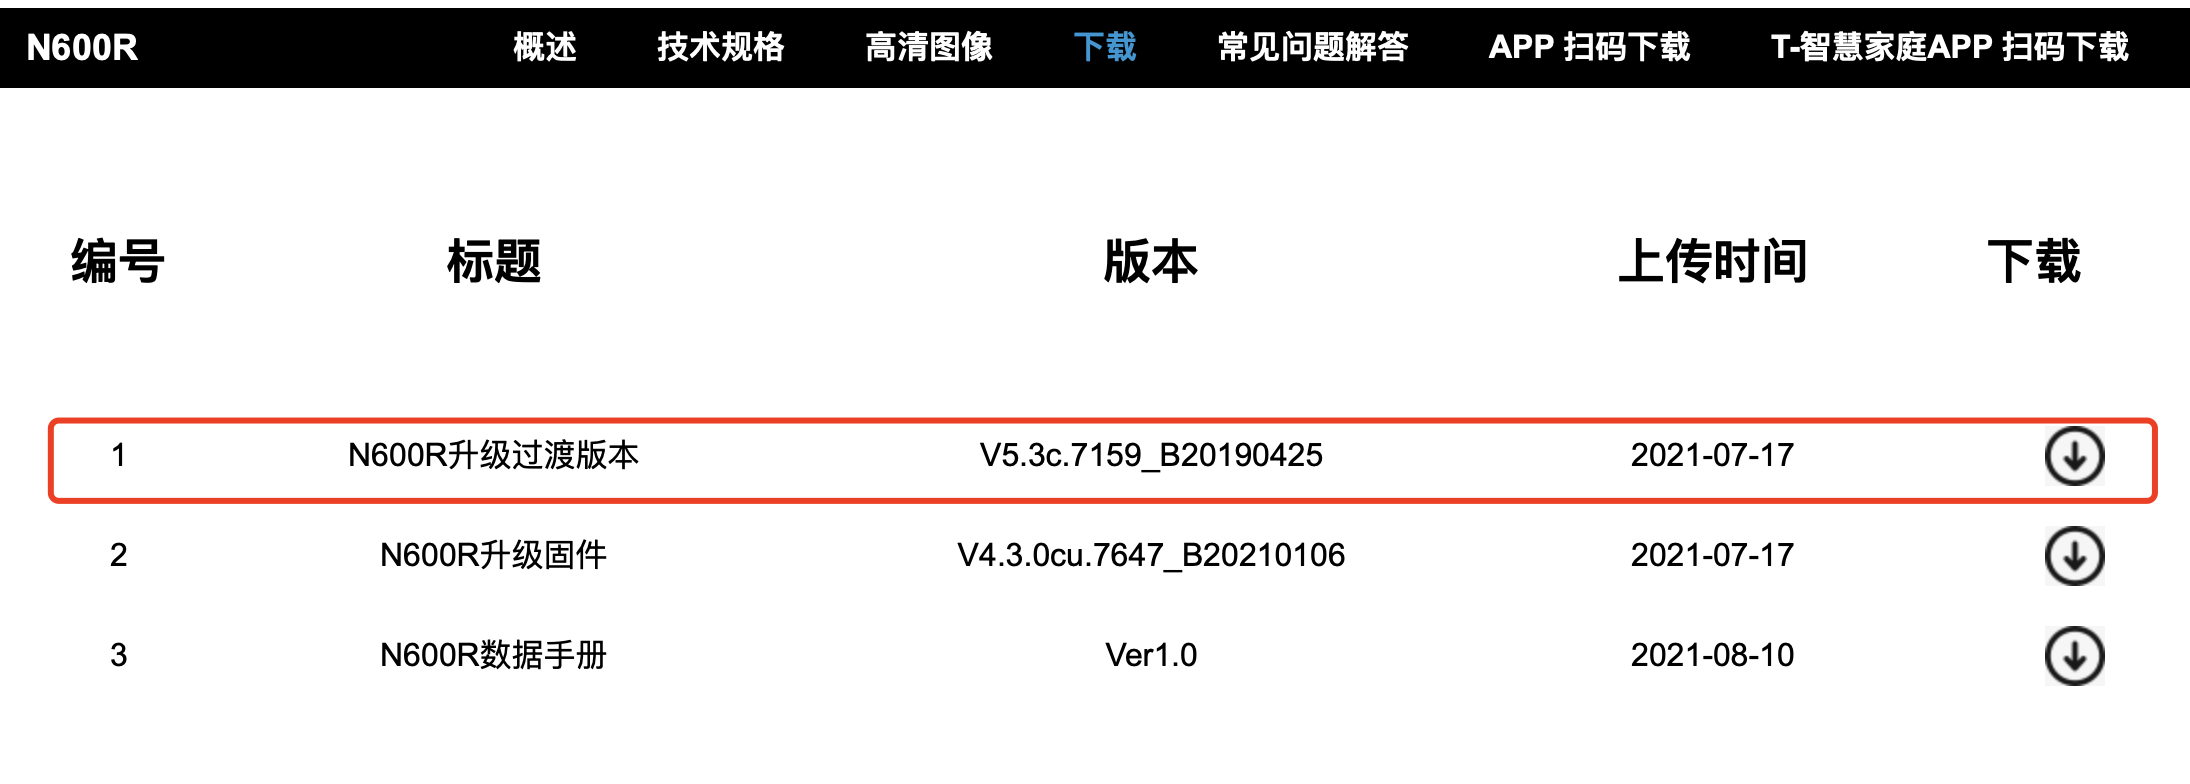 N600R 概述 技术规格 高清图像 下载 常见问题解答 APP 扫码下载 T-智慧家庭APP 扫码下载
编号 标题 版本 上传时间 下载
1 N600R升级过渡版本 V5.3c.7159_B20190425 2021-07-17
2 N600R升级固件 V4.3.0cu.7647_B20210106 2021-07-17
3 N600R数据手册 Ver1.0 2021-08-10